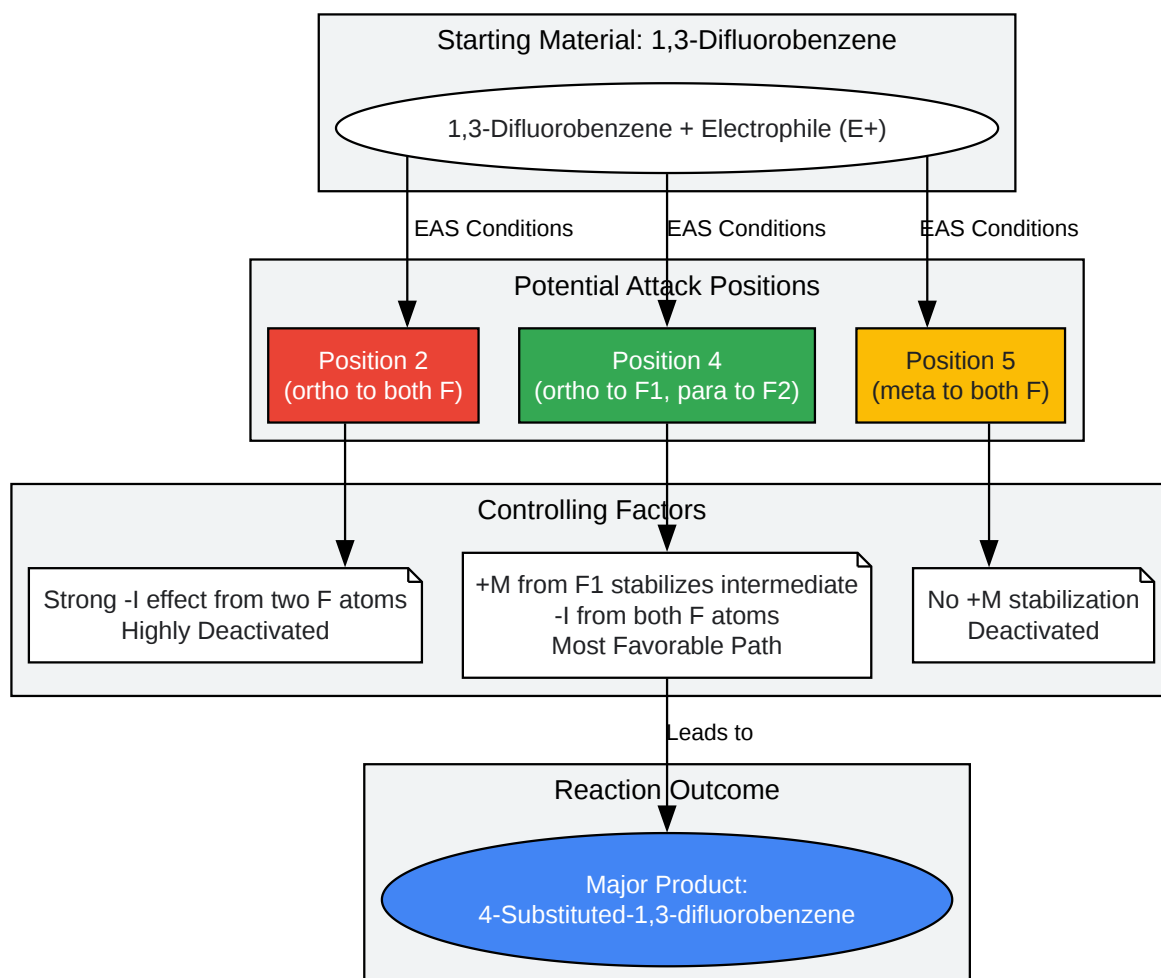 Starting Material: 1,3-Difluorobenzene
1,3-Difluorobenzene + Electrophile (E+)
EAS Conditions
EAS Conditions
EAS Conditions
Potential Attack Positions
Position 2
(ortho to both F)
Position 4
(ortho to F1, para to F2)
Position 5
(meta to both F)
Controlling Factors
Strong -I effect from two F atoms
Highly Deactivated
+M from F1 stabilizes intermediate
-I from both F atoms
Most Favorable Path
No +M stabilization
Deactivated
Leads to
Reaction Outcome
Major Product:
4-Substituted-1,3-difluorobenzene